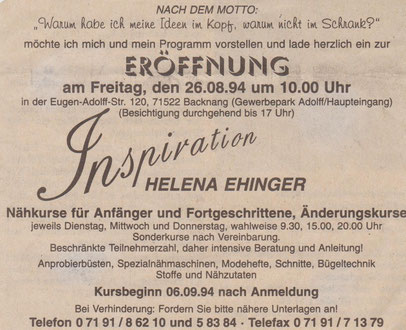 NACH DEM MOTTO:
„Warum habe ich meine Ideen im Kopf, warum nicht im Schrank?“
möchte ich mich und mein Programm vorstellen und lade herzlich ein zur
ERÖFFNUNG
am Freitag, den 26.08.94 um 10.00 Uhr
in der Eugen-Adolff-Str. 120, 71522 Backnang (Gewerbepark Adolff/Haupteingang)
(Besichtigung durchgehend bis 17 Uhr)
Inspiration
HELENA EHINGER
Nähkurse für Anfänger und Fortgeschrittene, Änderungskurse
jeweils Dienstag, Mittwoch und Donnerstag, wahlweise 9.30, 15.00, 20.00 Uhr
Sonderkurse nach Vereinbarung.
Beschränkte Teilnehmerzahl, daher intensive Beratung und Anleitung!
Anprobierbüsten, Spezialnähmaschinen, Modehefte, Schnitte, Bügeltechnik
Stoffe und Nähzutaten
Kursbeginn 06.09.94 nach Anmeldung
Bei Verhinderung: Fordern Sie bitte nähere Unterlagen an!
Telefon 0 71 91 / 8 62 10 und 5 83 84 · Telefax 0 71 91 / 7 13 79